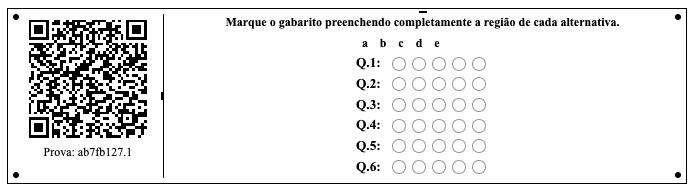 Marque o gabarito preenchendo completamente a região de cada alternativa.
a b c d e
Q.1:
Q.2:
Q.3:
Q.4:
Q.5:
Q.6:
Prova: ab7fb127.1